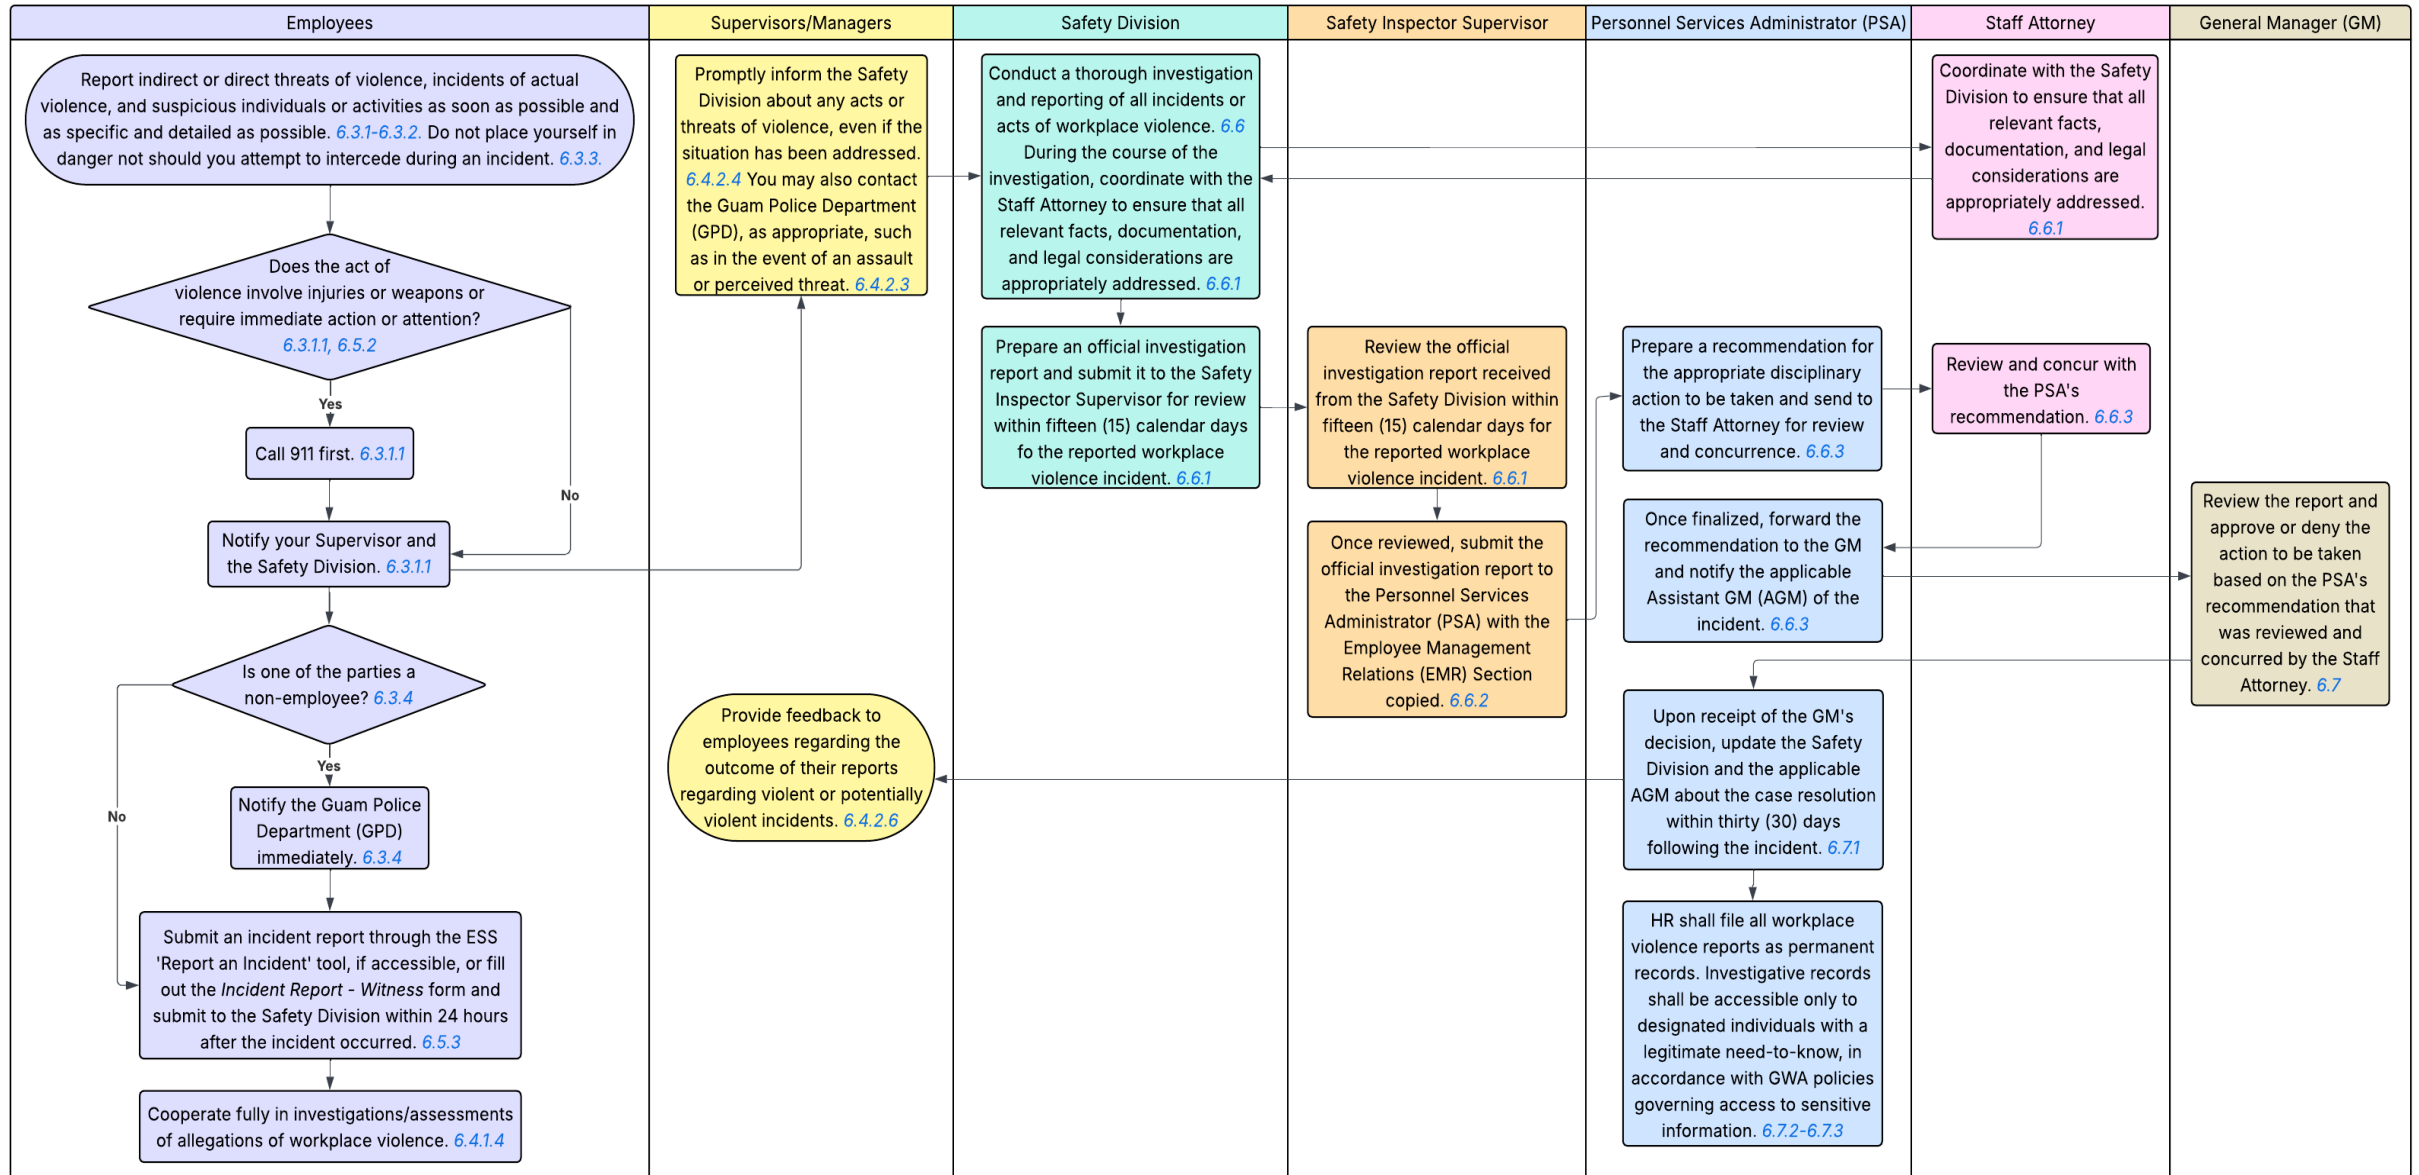 Employees
Supervisors/Managers
Safety Division
Safety Inspector Supervisor
Personnel Services Administrator (PSA)
Staff Attorney
General Manager (GM)
Report indirect or direct threats of violence, incidents of actual
violence, and suspicious individuals or activities as soon as possible and
as specific and detailed as possible. 6.3.1-6.3.2. Do not place yourself in
danger not should you attempt to intercede during an incident. 6.3.3.
Does the act of
violence involve injuries or weapons or
require immediate action or attention?
6.3.1.1, 6.5.2
Yes
No
Call 911 first. 6.3.1.1
Notify your Supervisor and
the Safety Division. 6.3.1.1
Is one of the parties a
non-employee? 6.3.4
Yes
No
Notify the Guam Police
Department (GPD)
immediately. 6.3.4
Submit an incident report through the ESS
'Report an Incident' tool, if accessible, or fill
out the Incident Report - Witness form and
submit to the Safety Division within 24 hours
after the incident occurred. 6.5.3
Cooperate fully in investigations/assessments
of allegations of workplace violence. 6.4.1.4
Promptly inform the Safety
Division about any acts or
threats of violence, even if the
situation has been addressed.
6.4.2.4 You may also contact
the Guam Police Department
(GPD), as appropriate, such
as in the event of an assault
or perceived threat. 6.4.2.3
Provide feedback to
employees regarding the
outcome of their reports
regarding violent or potentially
violent incidents. 6.4.2.6
Conduct a thorough investigation
and reporting of all incidents or
acts of workplace violence. 6.6
During the course of the
investigation, coordinate with the
Staff Attorney to ensure that all
relevant facts, documentation,
and legal considerations are
appropriately addressed. 6.6.1
Prepare an official investigation
report and submit it to the Safety
Inspector Supervisor for review
within fifteen (15) calendar days
fo the reported workplace
violence incident. 6.6.1
Review the official
investigation report received
from the Safety Division within
fifteen (15) calendar days for
the reported workplace
violence incident. 6.6.1
Once reviewed, submit the
official investigation report to
the Personnel Services
Administrator (PSA) with the
Employee Management
Relations (EMR) Section
copied. 6.6.2
Prepare a recommendation for
the appropriate disciplinary
action to be taken and send to
the Staff Attorney for review
and concurrence. 6.6.3
Once finalized, forward the
recommendation to the GM
and notify the applicable
Assistant GM (AGM) of the
incident. 6.6.3
Upon receipt of the GM's
decision, update the Safety
Division and the applicable
AGM about the case resolution
within thirty (30) days
following the incident. 6.7.1
HR shall file all workplace
violence reports as permanent
records. Investigative records
shall be accessible only to
designated individuals with a
legitimate need-to-know, in
accordance with GWA policies
governing access to sensitive
information. 6.7.2-6.7.3
Coordinate with the Safety
Division to ensure that all
relevant facts,
documentation, and legal
considerations are
appropriately addressed.
6.6.1
Review and concur with
the PSA's
recommendation. 6.6.3
Review the report and
approve or deny the
action to be taken
based on the PSA's
recommendation that
was reviewed and
concurred by the Staff
Attorney. 6.7